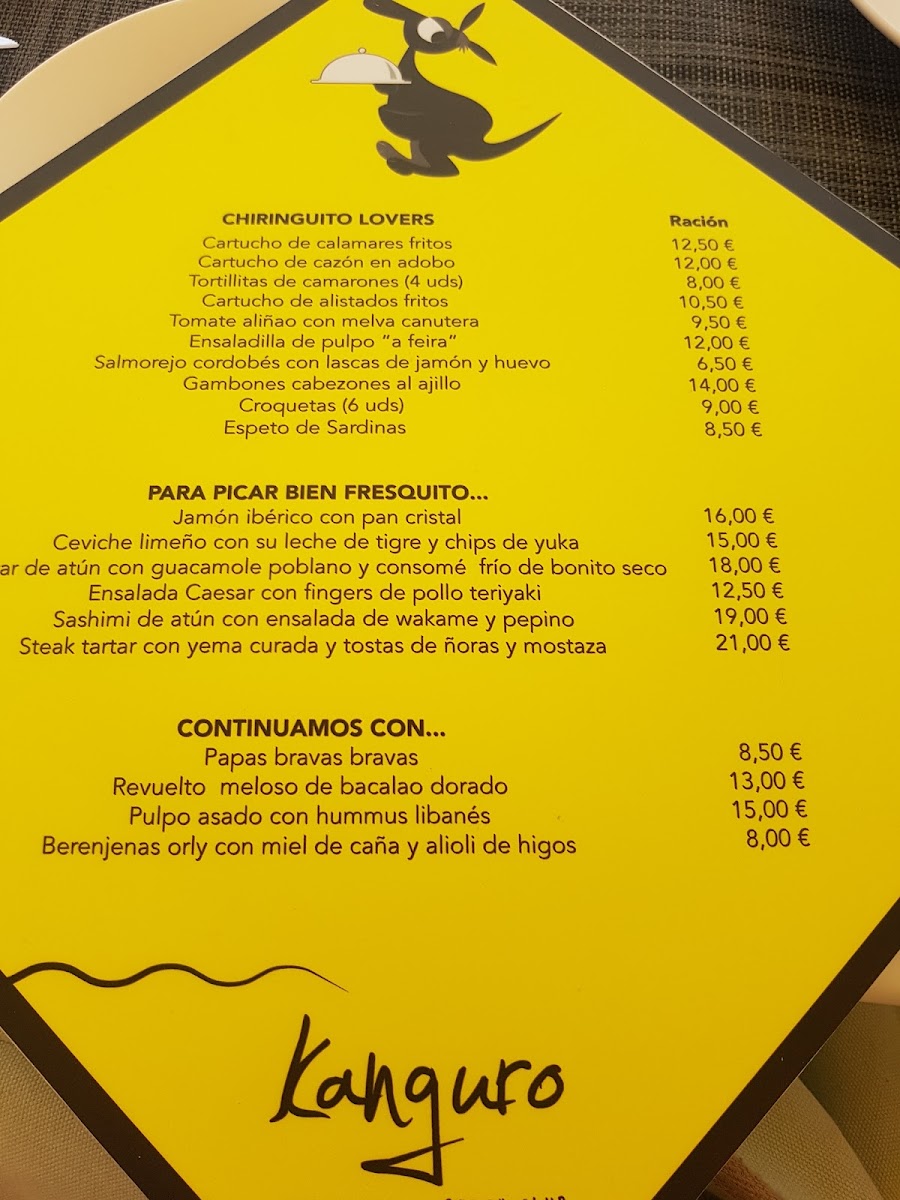 CHIRINGUITO LOVERS Ración
Cartucho de calamares fritos 12,50 €
Cartucho de cazón en adobo 12,00 €
Tortillitas de camarones (4 uds) 8,00 €
Cartucho de alistados fritos 10,50 €
Tomate aliñao con melva canutera 9,50 €
Ensaladilla de pulpo "a feira" 12,00 €
Salmorejo cordobés con lascas de jamón y huevo 6,50 €
Gambones cabezones al ajillo 14,00 €
Croquetas (6 uds) 9,00 €
Espeto de Sardinas 8,50 €
PARA PICAR BIEN FRESQUITO...
Jamón ibérico con pan cristal 16,00 €
Ceviche limeño con su leche de tigre y chips de yuka 15,00 €
ar de atún con guacamole poblano y consomé frío de bonito seco 18,00 €
Ensalada Caesar con fingers de pollo teriyaki 12,50 €
Sashimi de atún con ensalada de wakame y pepino 19,00 €
Steak tartar con yema curada y tostas de ñoras y mostaza 21,00 €
CONTINUAMOS CON...
Papas bravas bravas 8,50 €
Revuelto meloso de bacalao dorado 13,00 €
Pulpo asado con hummus libanés 15,00 €
Berenjenas orly con miel de caña y alioli de higos 8,00 €
Kanguro